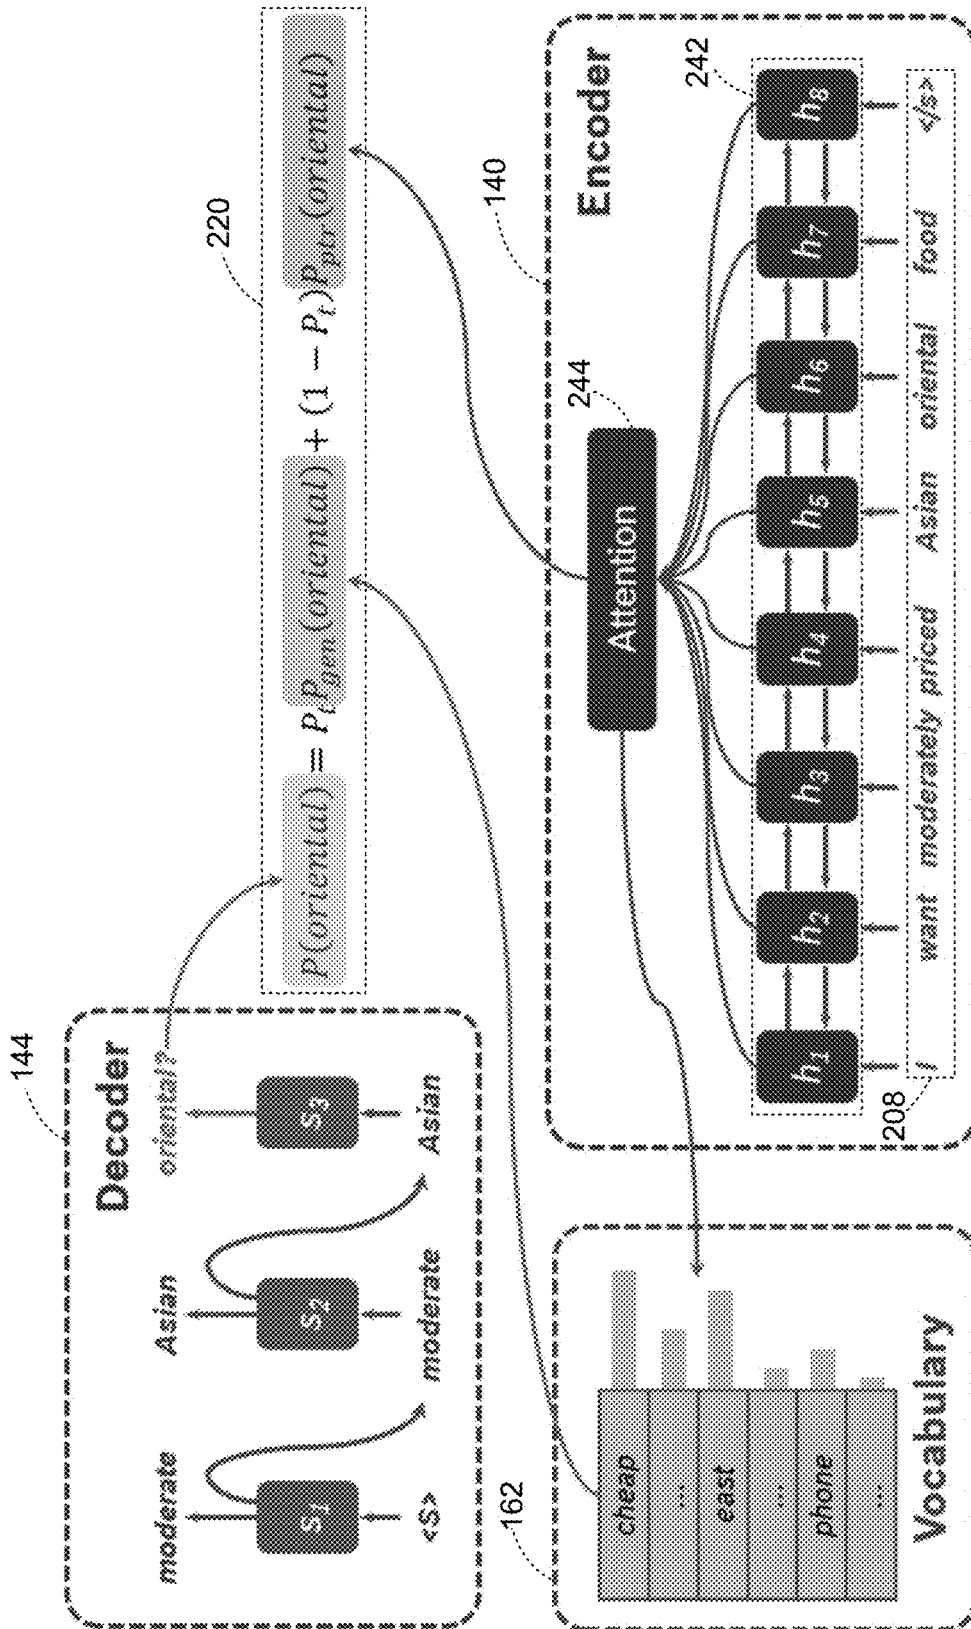 144
Decoder
moderate
Asian
oriental?
s1
s2
s3
<S>
moderate
Asian
220
P(oriental) = PtPgen(oriental) + (1 − Pt)Pptr(oriental)
162
cheap
...
east
...
phone
...
Vocabulary
140
Encoder
244
Attention
242
h1 h2 h3 h4 h5 h6 h7 h8
208
I want moderately priced Asian oriental food </s>